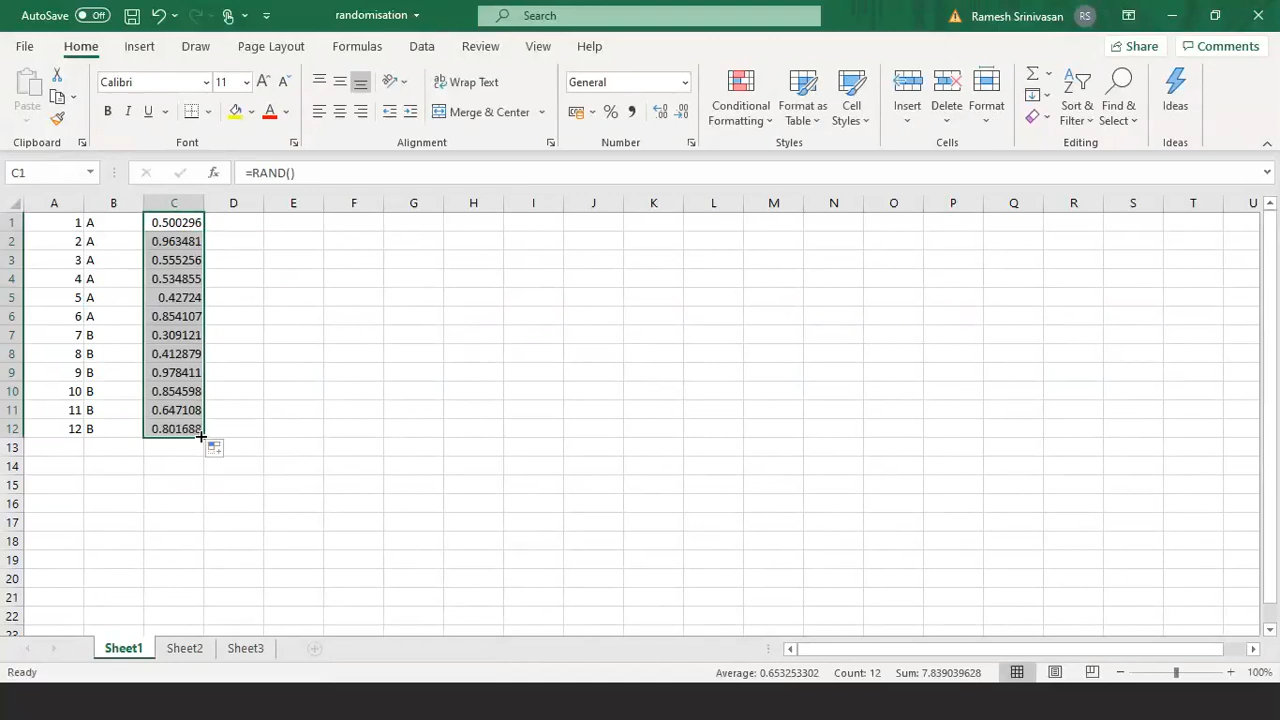 AutoSave Off randomisation Search Ramesh Srinivasan RS
File Home Insert Draw Page Layout Formulas Data Review View Help Share Comments
Paste
Calibri 11
B I U A
Wrap Text
Merge & Center
General
%
Conditional Formatting
Format as Table
Cell Styles
Insert Delete Format
Sort & Filter
Find & Select
Ideas
Clipboard Font Alignment Number Styles Cells Editing Ideas
C1 fx =RAND()
A B C D E F G H I J K L M N O P Q R S T U
1 1 A 0.500296
2 2 A 0.963481
3 3 A 0.555256
4 4 A 0.534855
5 5 A 0.42724
6 6 A 0.854107
7 7 B 0.309121
8 8 B 0.412879
9 9 B 0.978411
10 10 B 0.854598
11 11 B 0.647108
12 12 B 0.801688
13
14
15
16
17
18
19
20
21
22
23
Sheet1 Sheet2 Sheet3
Ready Average: 0.653253302 Count: 12 Sum: 7.839039628 100%